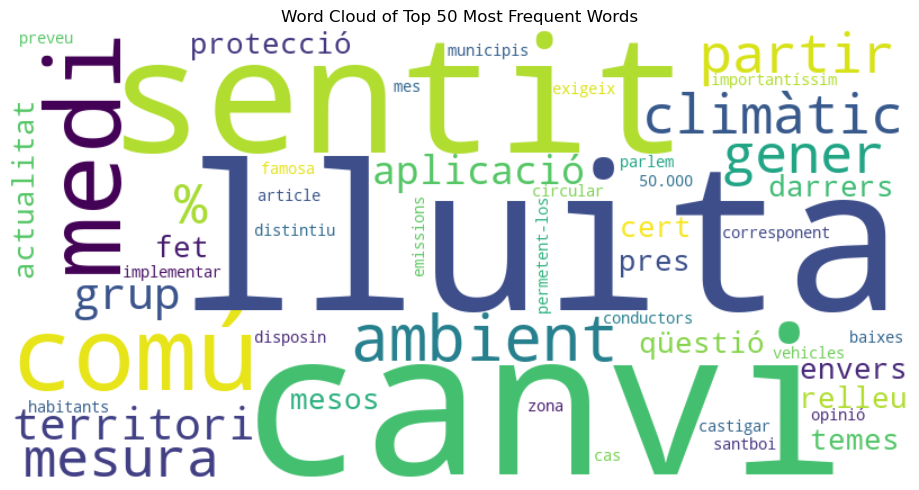 Word Cloud of Top 50 Most Frequent Words
preveu
protecció
municipis
partir
medi
sentit
mes
exigeix
importantíssim
climàtic
actualitat
famosa
aplicació
parlem
gener
%
article
circular
50.000
darrers
lluita
distintiu
emissions
permetent-los
cert
corresponent
fet
implementar
pres
grup
comú
disposin
ambient
conductors
qüestió
baixes
vehicles
canvi
envers
habitants
mesos
zona
relleu
territori
castigar
opinió
mesura
cas
santboi
temes